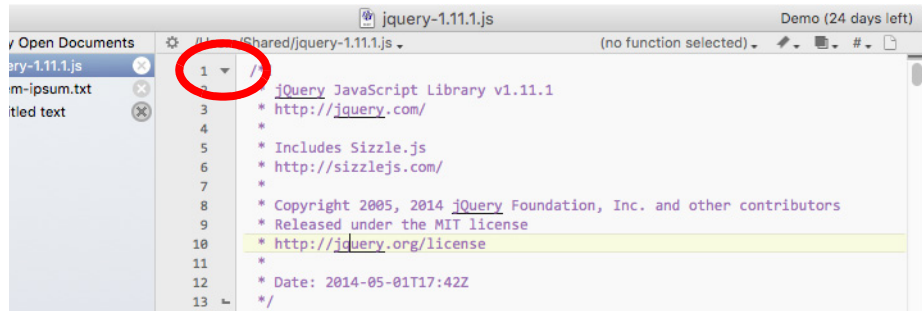 jquery-1.11.1.js Demo (24 days left)
y Open Documents /Shared/jquery-1.11.1.js (no function selected) #
ery-1.11.1.js
em-ipsum.txt
tled text
1 /*
2 * jQuery JavaScript Library v1.11.1
3 * http://jquery.com/
4 *
5 * Includes Sizzle.js
6 * http://sizzlejs.com/
7 *
8 * Copyright 2005, 2014 jQuery Foundation, Inc. and other contributors
9 * Released under the MIT license
10 * http://jquery.org/license
11 *
12 * Date: 2014-05-01T17:42Z
13 */